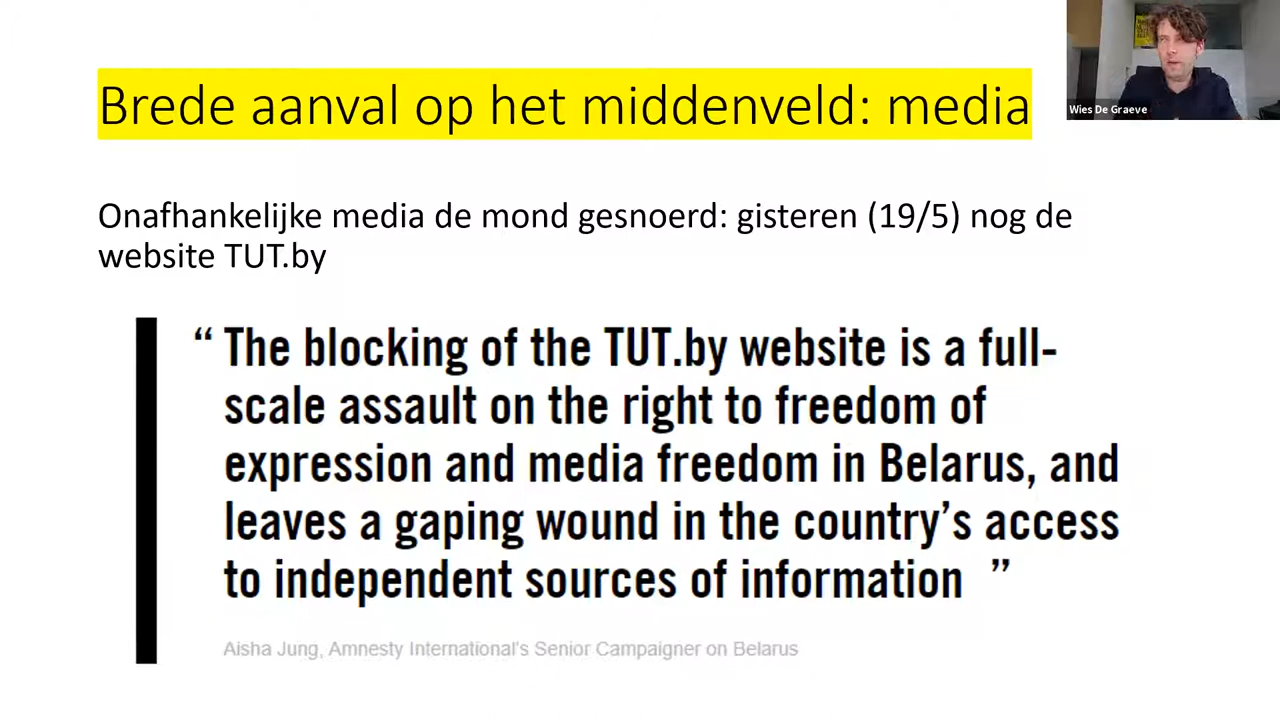 Brede aanval op het middenveld: media
Wies De Graeve
Onafhankelijke media de mond gesnoerd: gisteren (19/5) nog de
website TUT.by
“ The blocking of the TUT.by website is a full-
scale assault on the right to freedom of
expression and media freedom in Belarus, and
leaves a gaping wound in the country’s access
to independent sources of information ”
Aisha Jung, Amnesty International's Senior Campaigner on Belarus